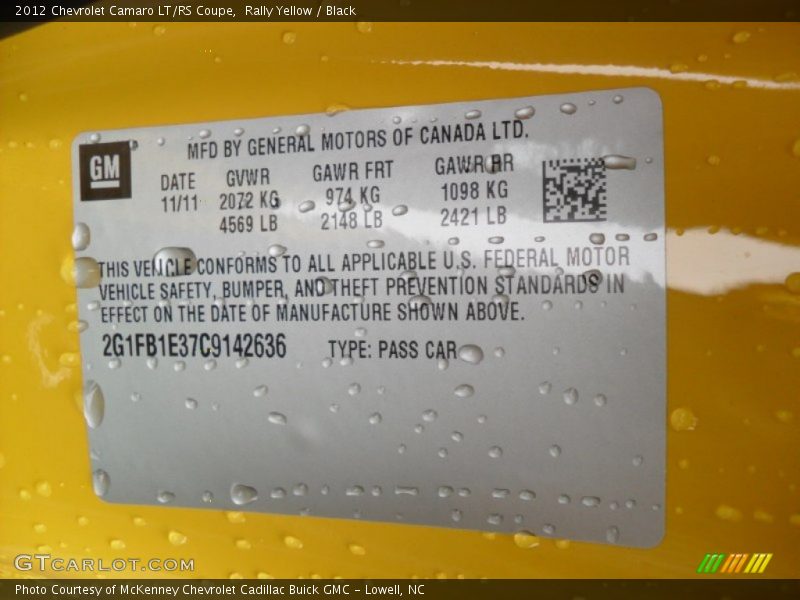 2012 Chevrolet Camaro LT/RS Coupe, Rally Yellow / Black
GM
MFD BY GENERAL MOTORS OF CANADA LTD.
DATE GVWR GAWR FRT GAWR RR
11/11 2072 KG 974 KG 1098 KG
4569 LB 2148 LB 2421 LB
THIS VEHICLE CONFORMS TO ALL APPLICABLE U.S. FEDERAL MOTOR
VEHICLE SAFETY, BUMPER, AND THEFT PREVENTION STANDARDS IN
EFFECT ON THE DATE OF MANUFACTURE SHOWN ABOVE.
2G1FB1E37C9142636 TYPE: PASS CAR
GTCARLOT.COM
Photo Courtesy of McKenney Chevrolet Cadillac Buick GMC - Lowell, NC